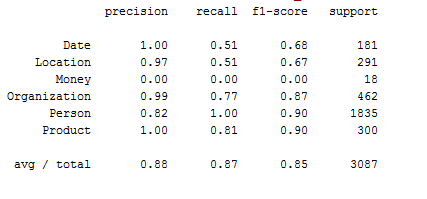 precision recall f1-score support
Date 1.00 0.51 0.68 181
Location 0.97 0.51 0.67 291
Money 0.00 0.00 0.00 18
Organization 0.99 0.77 0.87 462
Person 0.82 1.00 0.90 1835
Product 1.00 0.81 0.90 300
avg / total 0.88 0.87 0.85 3087